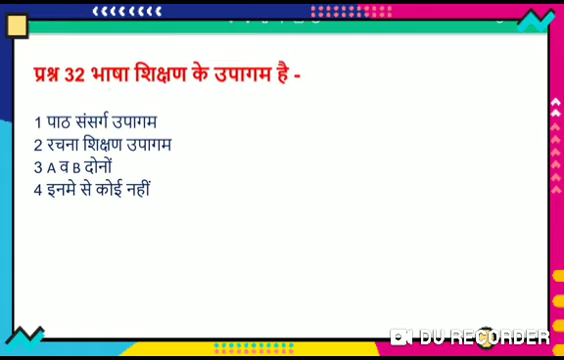 प्रश्न 32 भाषा शिक्षण के उपागम है -
1 पाठ संसर्ग उपागम
2 रचना शिक्षण उपागम
3 A व B दोनों
4 इनमे से कोई नहीं
DU RECORDER